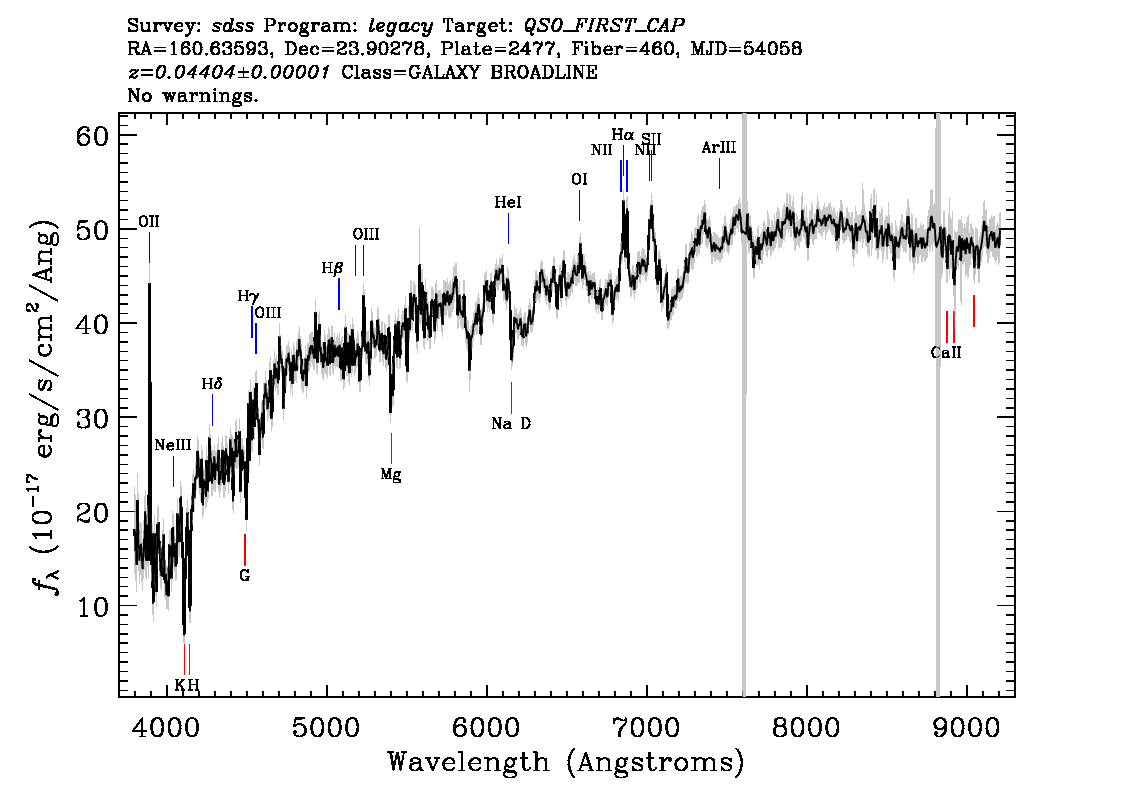 Survey: sdss Program: legacy Target: QSO_FIRST_CAP
RA=160.63593, Dec=23.90278, Plate=2477, Fiber=460, MJD=54058
z=0.04404±0.00001 Class=GALAXY BROADLINE
No warnings.
60
50
40
30
20
10
f_λ (10^-17 erg/s/cm^2/Ang)
OII
NeIII
Hδ
Hγ
OIII
Hβ
OIII
HeI
OI
NII
Hα
NII
SII
ArIII
K
H
G
Mg
Na D
CaII
4000 5000 6000 7000 8000 9000
Wavelength (Angstroms)